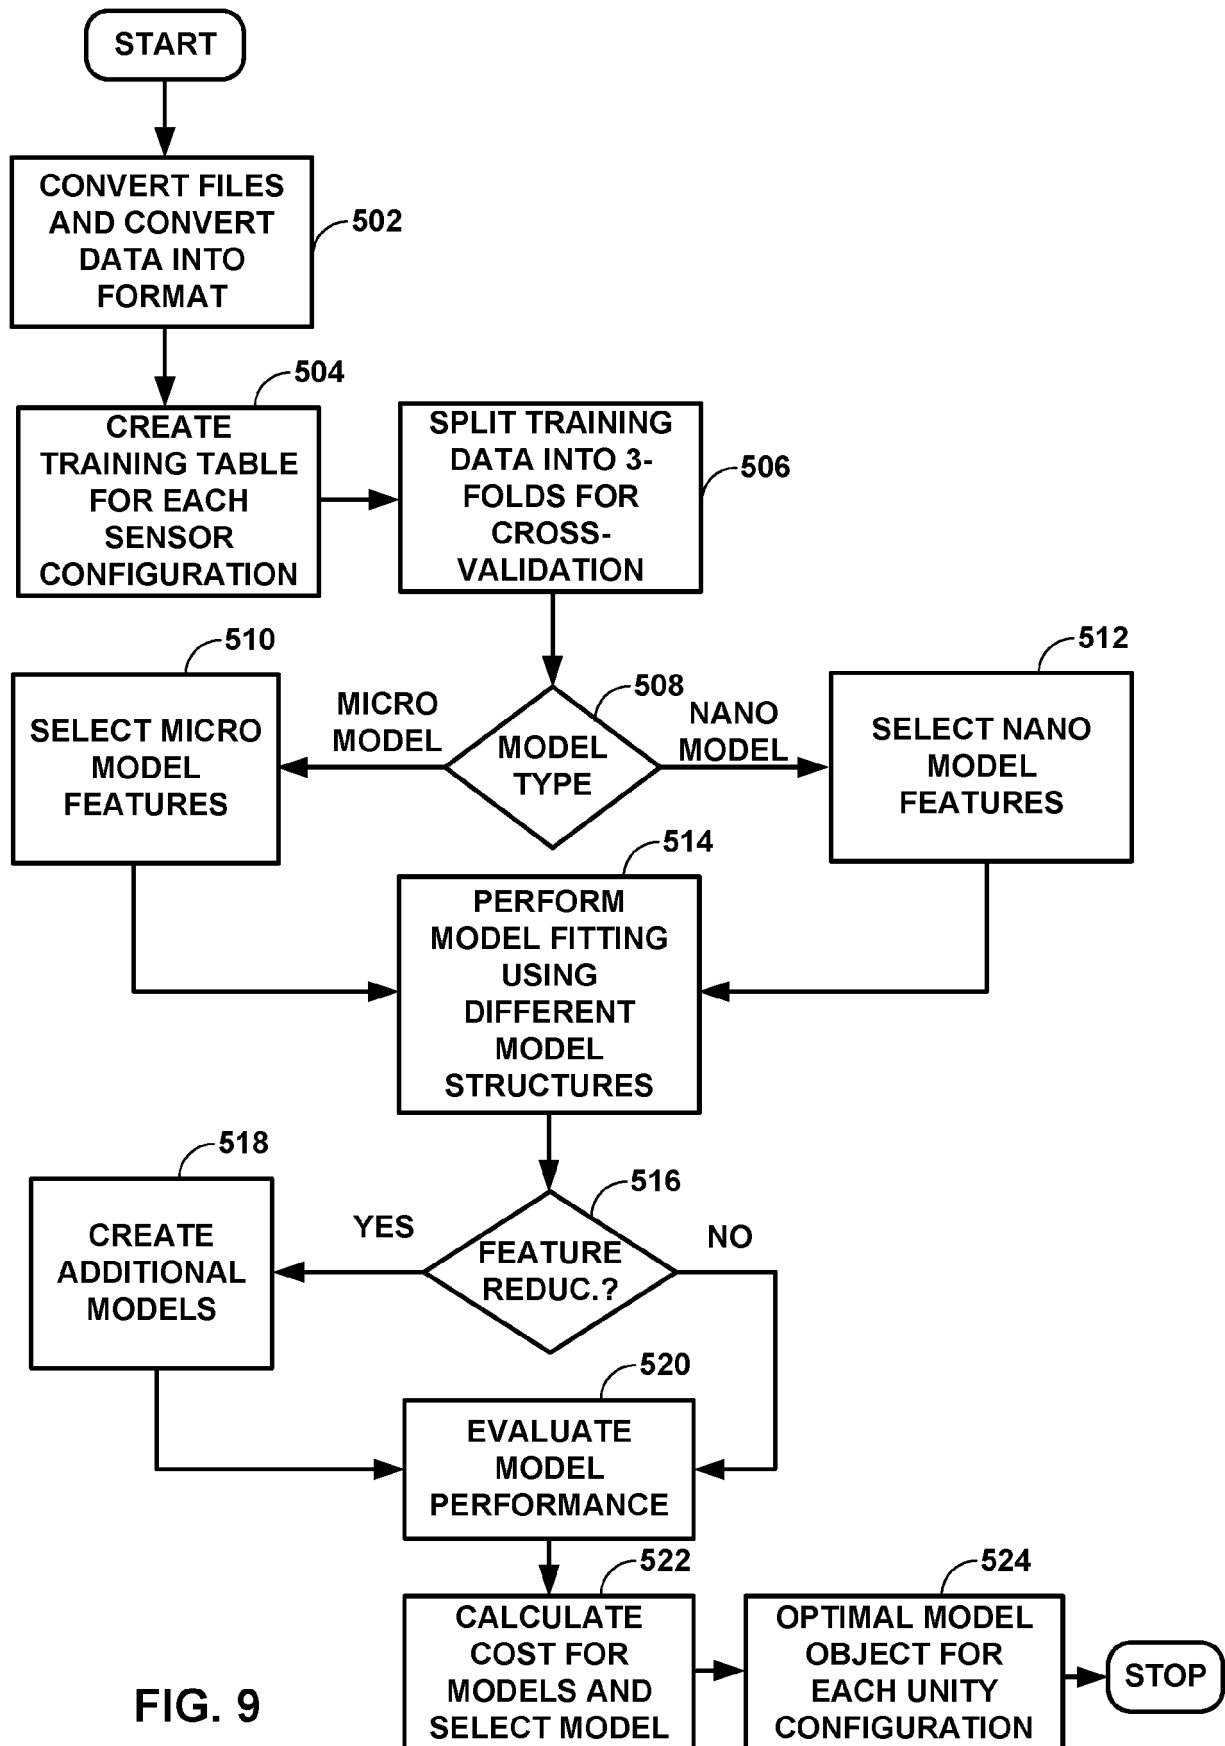 START
CONVERT FILES
AND CONVERT
DATA INTO
FORMAT
502
504
CREATE
TRAINING TABLE
FOR EACH
SENSOR
CONFIGURATION
SPLIT TRAINING
DATA INTO 3-
FOLDS FOR
CROSS-
VALIDATION
506
510
SELECT MICRO
MODEL
FEATURES
MICRO
MODEL
508
MODEL
TYPE
NANO
MODEL
512
SELECT NANO
MODEL
FEATURES
514
PERFORM
MODEL FITTING
USING
DIFFERENT
MODEL
STRUCTURES
518
CREATE
ADDITIONAL
MODELS
YES
516
FEATURE
REDUC.?
NO
520
EVALUATE
MODEL
PERFORMANCE
522
CALCULATE
COST FOR
MODELS AND
SELECT MODEL
524
OPTIMAL MODEL
OBJECT FOR
EACH UNITY
CONFIGURATION
STOP
FIG. 9